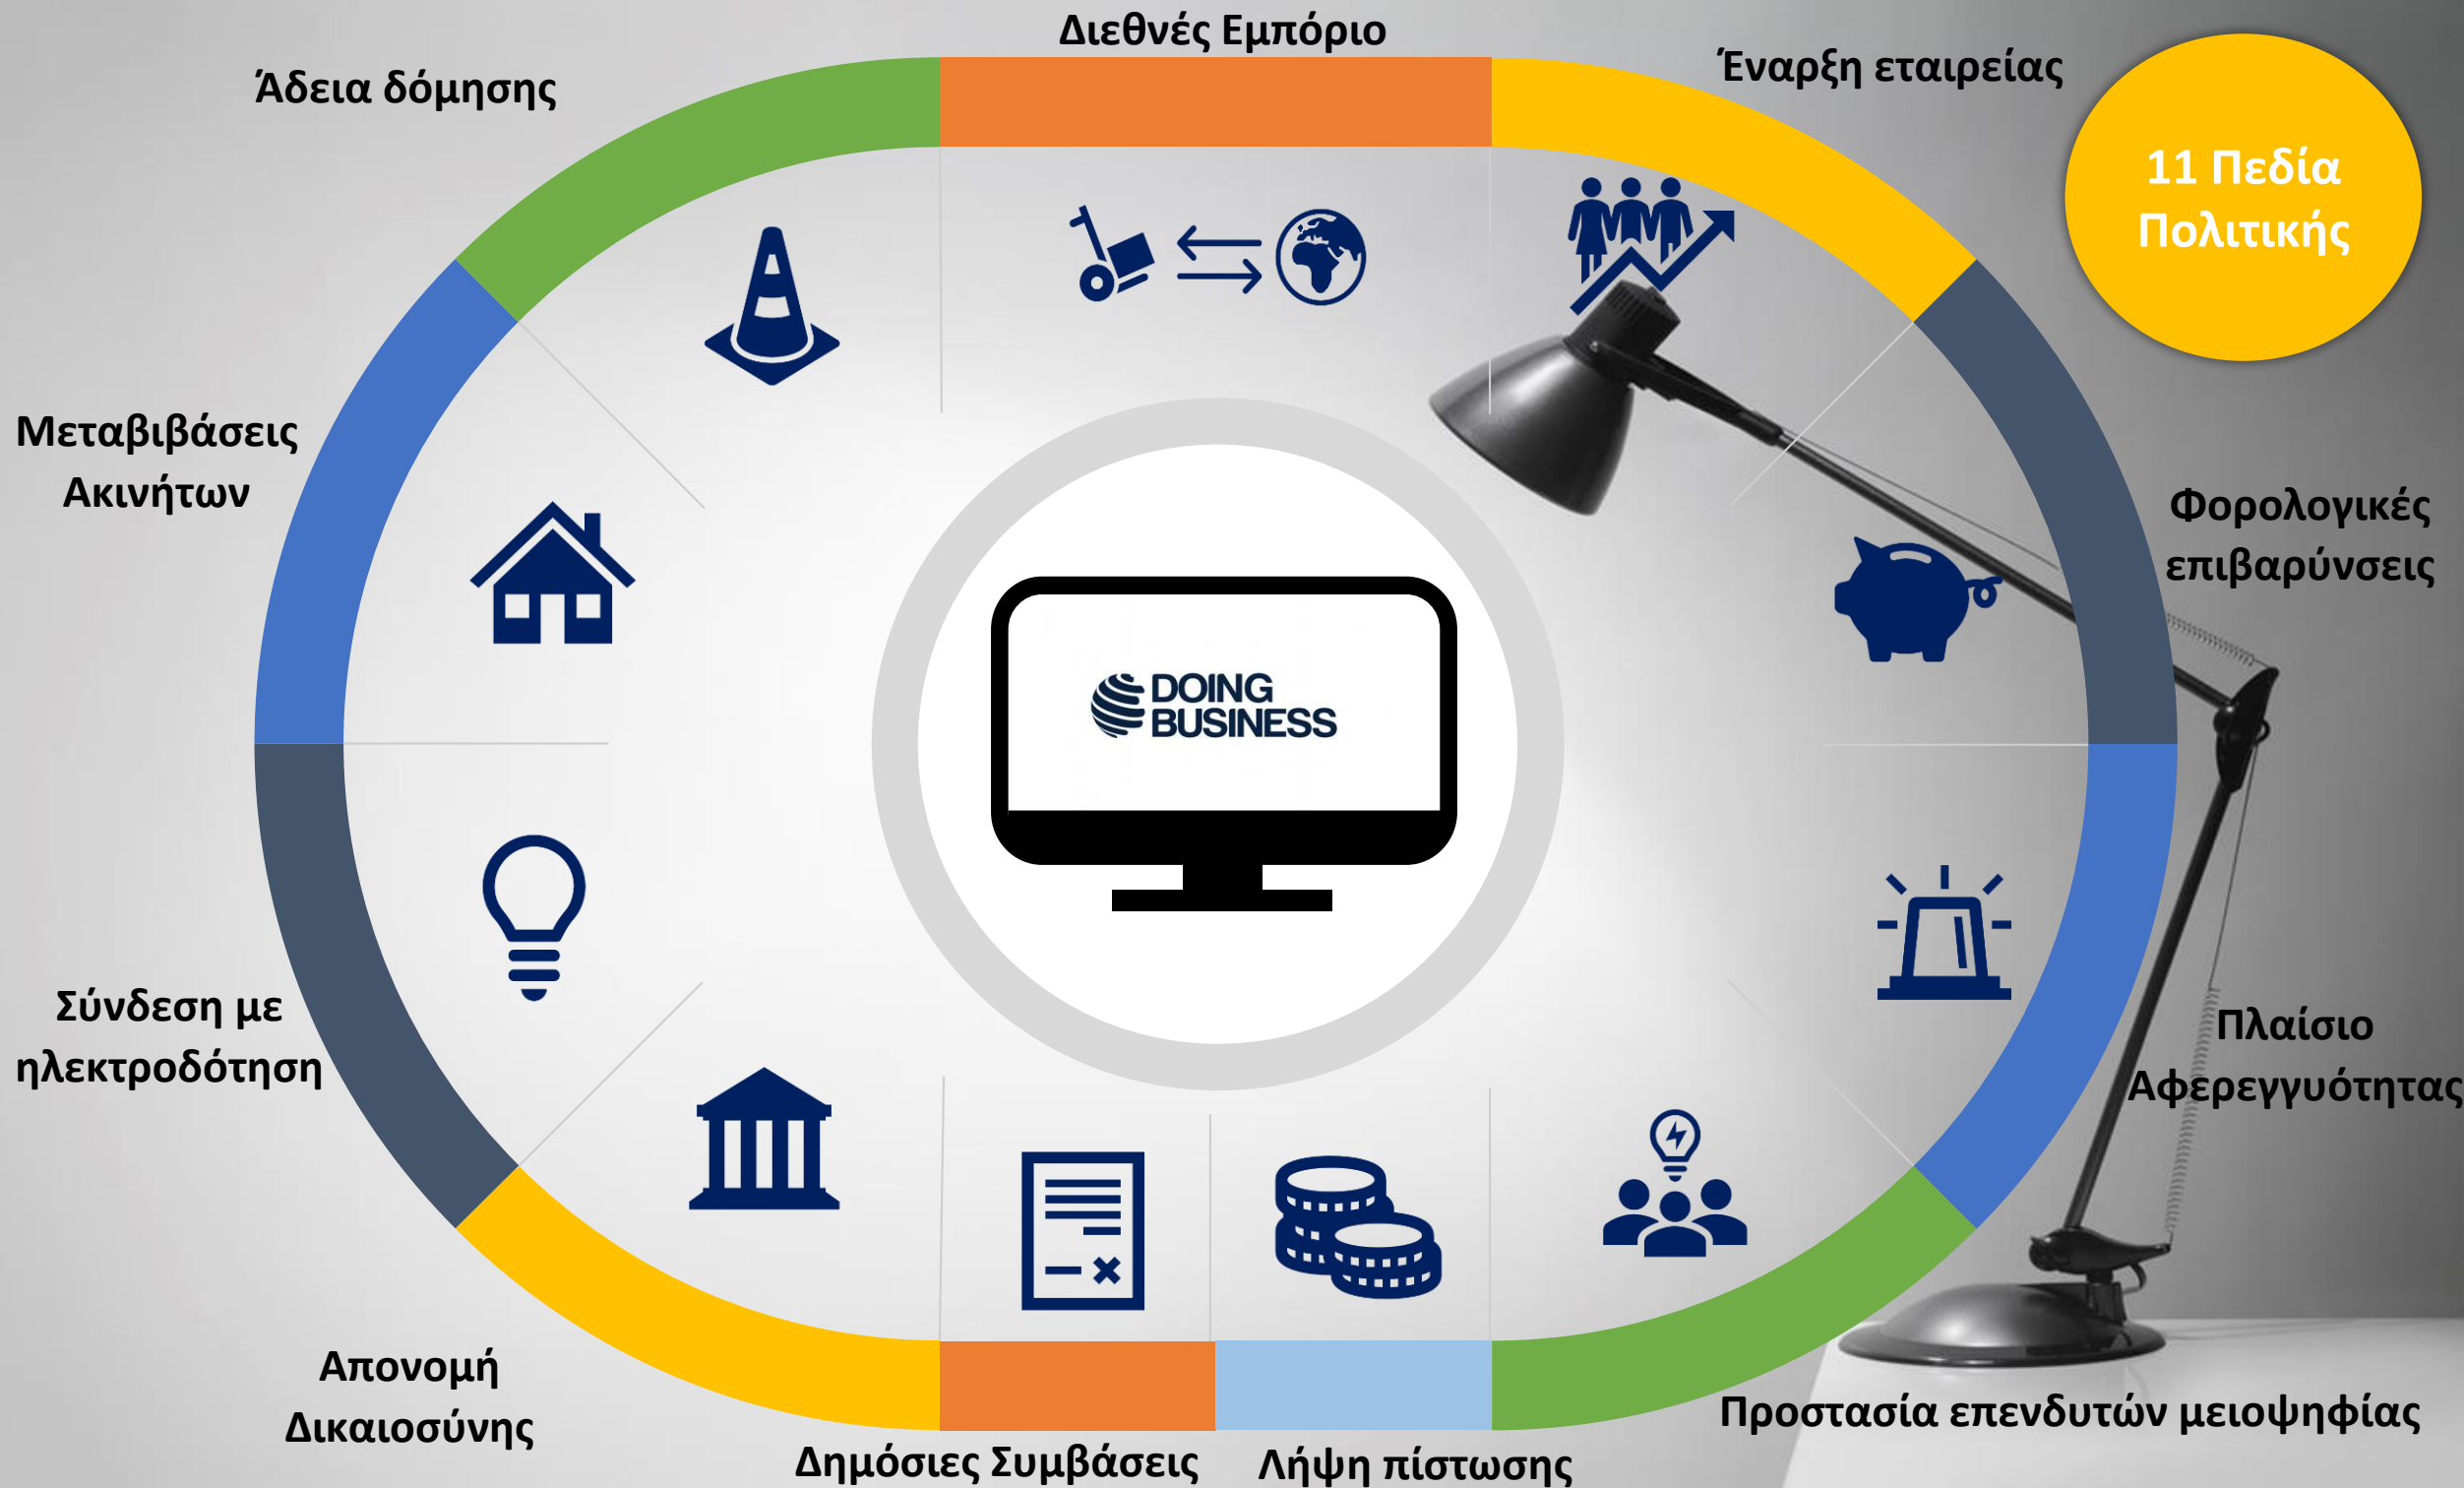 Διεθνές Εμπόριο
Έναρξη εταιρείας
Άδεια δόμησης
11 Πεδία
Πολιτικής
Μεταβιβάσεις
Ακινήτων
Φορολογικές
επιβαρύνσεις
DOING
BUSINESS
Σύνδεση με
ηλεκτροδότηση
Πλαίσιο
Αφερεγγυότητας
Απονομή
Δικαιοσύνης
Προστασία επενδυτών μειοψηφίας
Δημόσιες Συμβάσεις
Λήψη πίστωσης